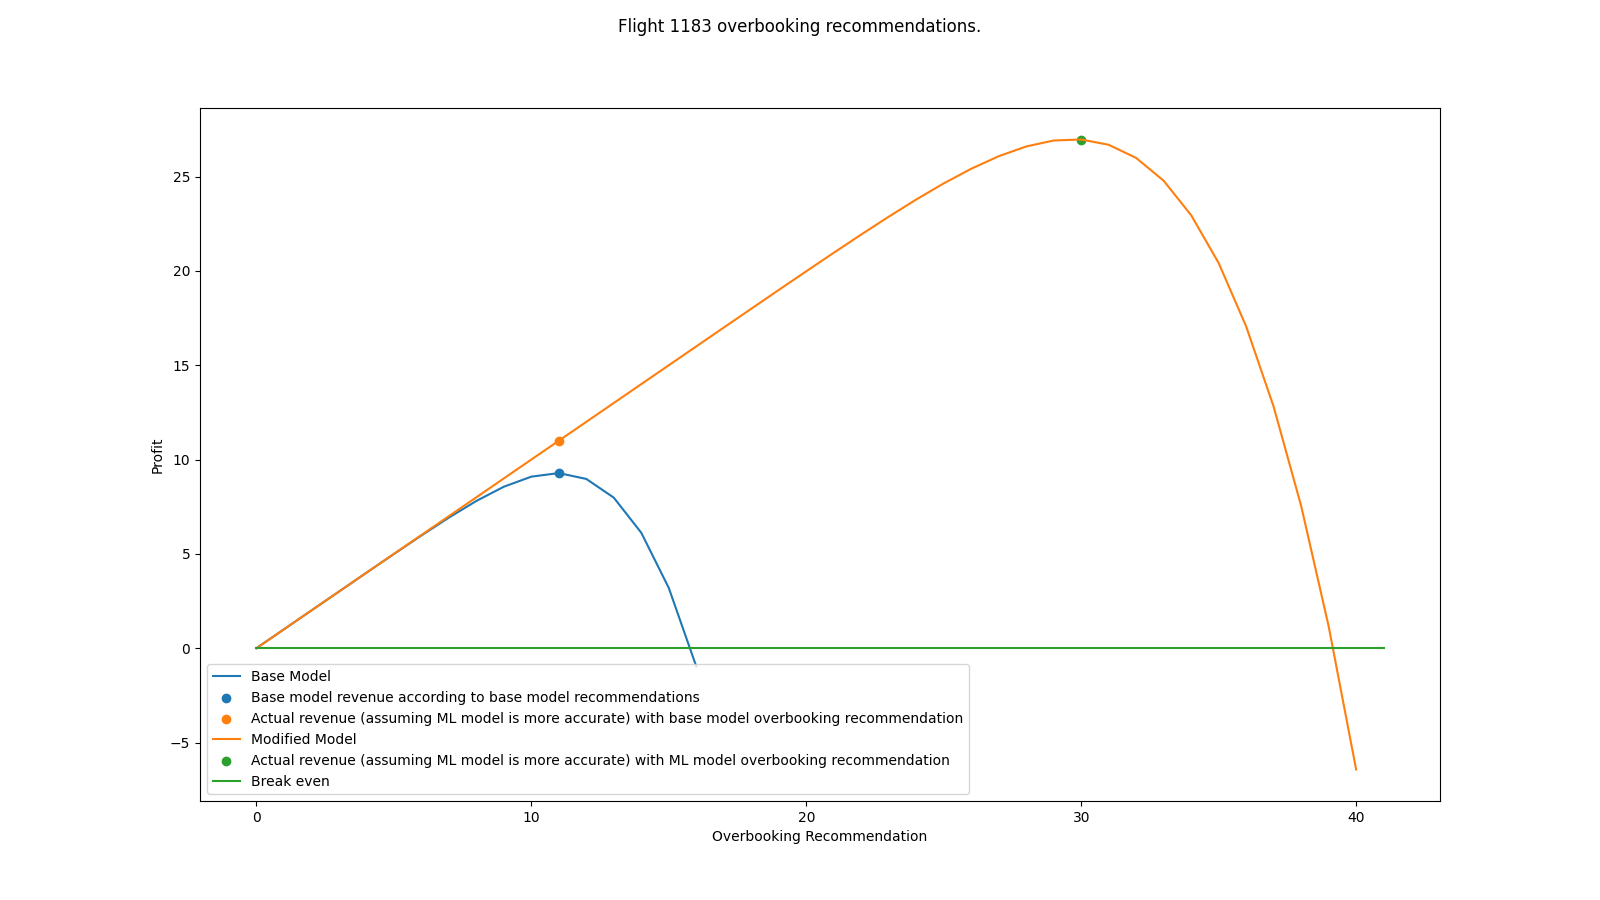 Flight 1183 overbooking recommendations.
25
20
15
10
5
0
−5
Profit
Base Model
Base model revenue according to base model recommendations
Actual revenue (assuming ML model is more accurate) with base model overbooking recommendation
Modified Model
Actual revenue (assuming ML model is more accurate) with ML model overbooking recommendation
Break even
0 10 20 30 40
Overbooking Recommendation